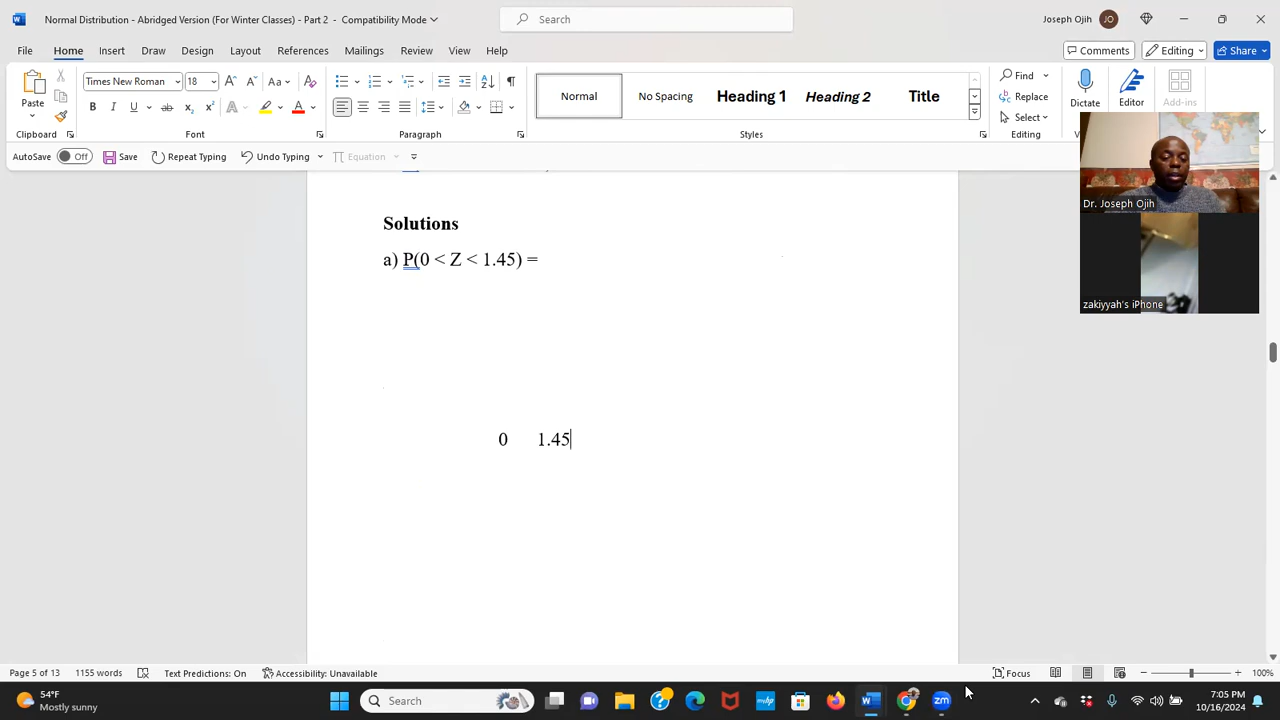 Normal Distribution - Abridged Version (For Winter Classes) - Part 2 - Compatibility Mode
Search
Joseph Ojih
JO
File Home Insert Draw Design Layout References Mailings Review View Help
Comments
Editing
Share
Paste
Clipboard
Times New Roman
18
Font
Paragraph
Normal
No Spacing
Heading 1
Heading 2
Title
Styles
Find
Replace
Select
Editing
Dictate
Editor
Add-ins
AutoSave Off Save Repeat Typing Undo Typing Equation
Dr. Joseph Ojih
zakiyyah's iPhone
Solutions
a) P(0 < Z < 1.45) =
0 1.45
Page 5 of 13 1155 words Text Predictions: On Accessibility: Unavailable Focus 100%
54°F
Mostly sunny
Search
zm
7:05 PM
10/16/2024